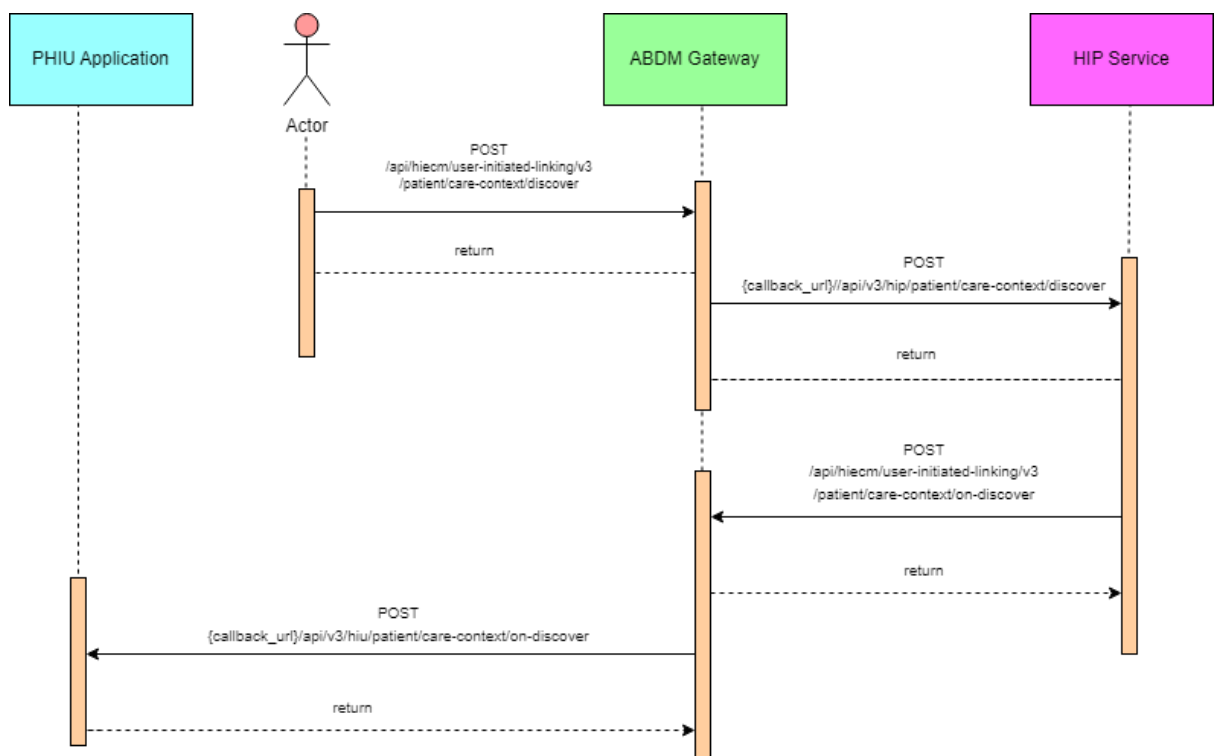 PHIU Application
Actor
ABDM Gateway
HIP Service
POST
/api/hiecm/user-initiated-linking/v3
/patient/care-context/discover
return
POST
{callback_url}//api/v3/hip/patient/care-context/discover
return
POST
/api/hiecm/user-initiated-linking/v3
/patient/care-context/on-discover
return
POST
{callback_url}/api/v3/hiu/patient/care-context/on-discover
return